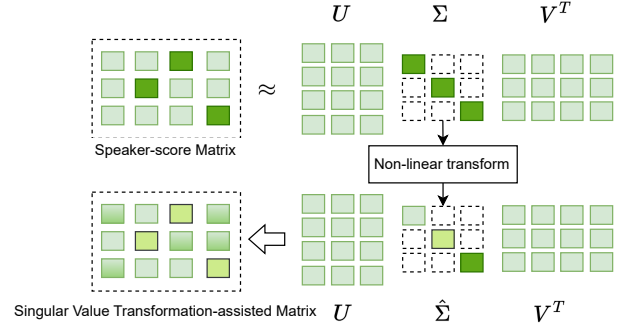 U Σ V^T
≈
Speaker-score Matrix
Non-linear transform
Singular Value Transformation-assisted Matrix
U Σ̂ V^T